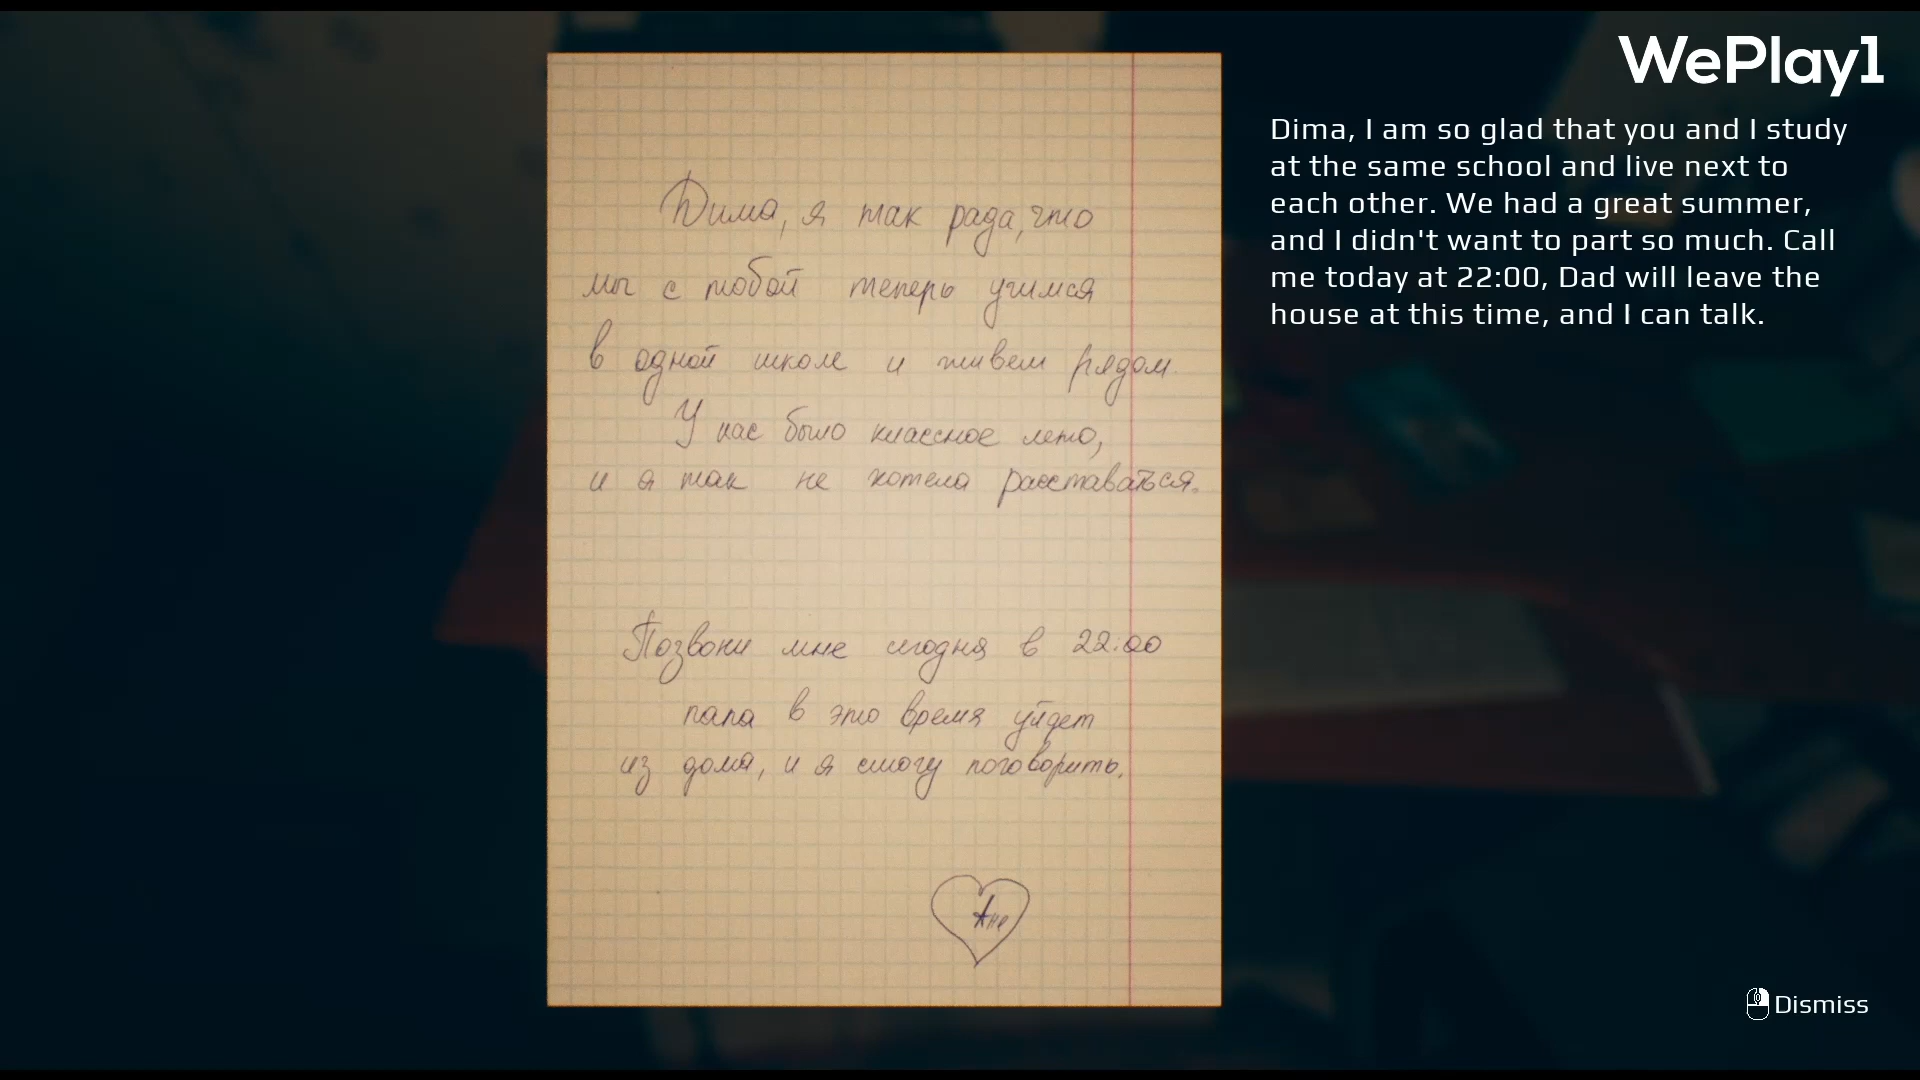 WePlay1
Дима, я так рада, что
мы с тобой теперь учимся
в одной школе и живем рядом.
У нас было классное лето,
и я так не хотела расставаться.
Позвони мне сегодня в 22:00
папа в это время уйдет
из дома, и я смогу поговорить.
Dima, I am so glad that you and I study
at the same school and live next to
each other. We had a great summer,
and I didn't want to part so much. Call
me today at 22:00, Dad will leave the
house at this time, and I can talk.
Dismiss